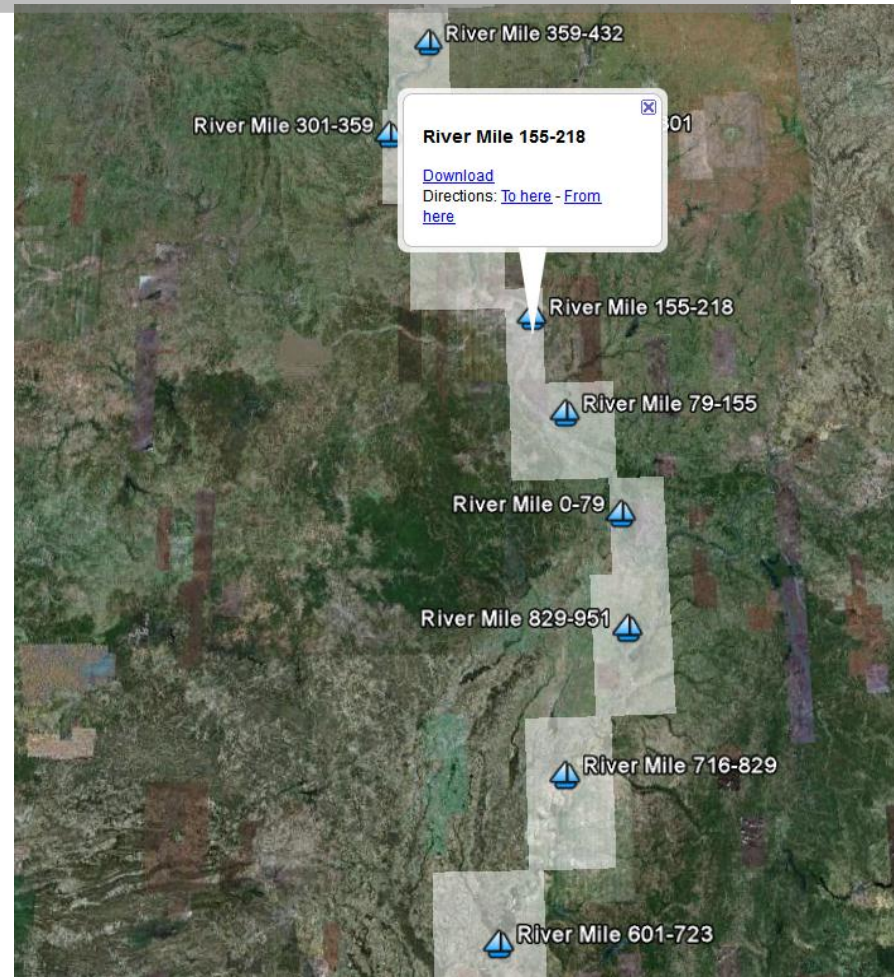 River Mile 359-432
River Mile 301-359
301
River Mile 155-218
Download
Directions: To here - From
here
River Mile 155-218
River Mile 79-155
River Mile 0-79
River Mile 829-951
River Mile 716-829
River Mile 601-723